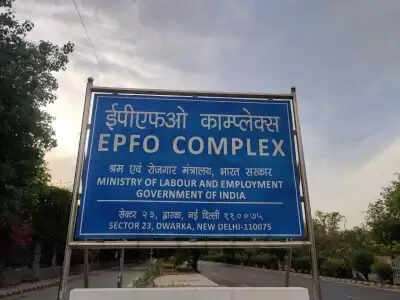 ईपीएफओ काम्प्लेक्स
EPFO COMPLEX
श्रम एवं रोजगार मंत्रालय, भारत सरकार
MINISTRY OF LABOUR AND EMPLOYMENT
GOVERNMENT OF INDIA
सेक्टर २३, द्वारका, नई दिल्ली ११००७५
SECTOR 23, DWARKA, NEW DELHI-110075